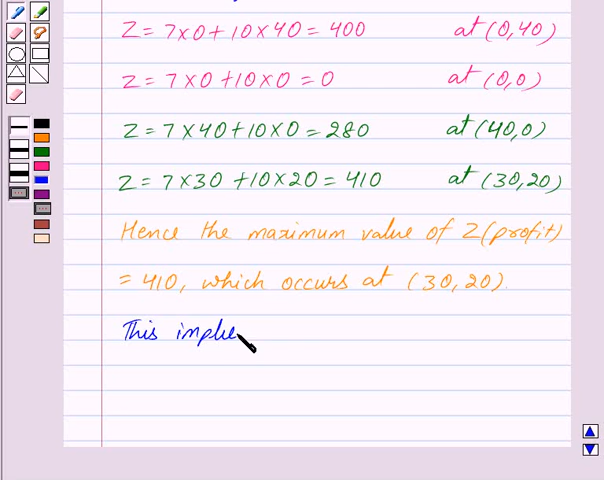 Z = 7×0+10×40 = 400 at (0,40)
Z = 7×0+10×0 = 0 at (0,0)
Z = 7×40+10×0 = 280 at (40,0)
Z = 7×30+10×20 = 410 at (30,20)
Hence the maximum value of Z(profit)
= 410, which occurs at (30,20).
This implie